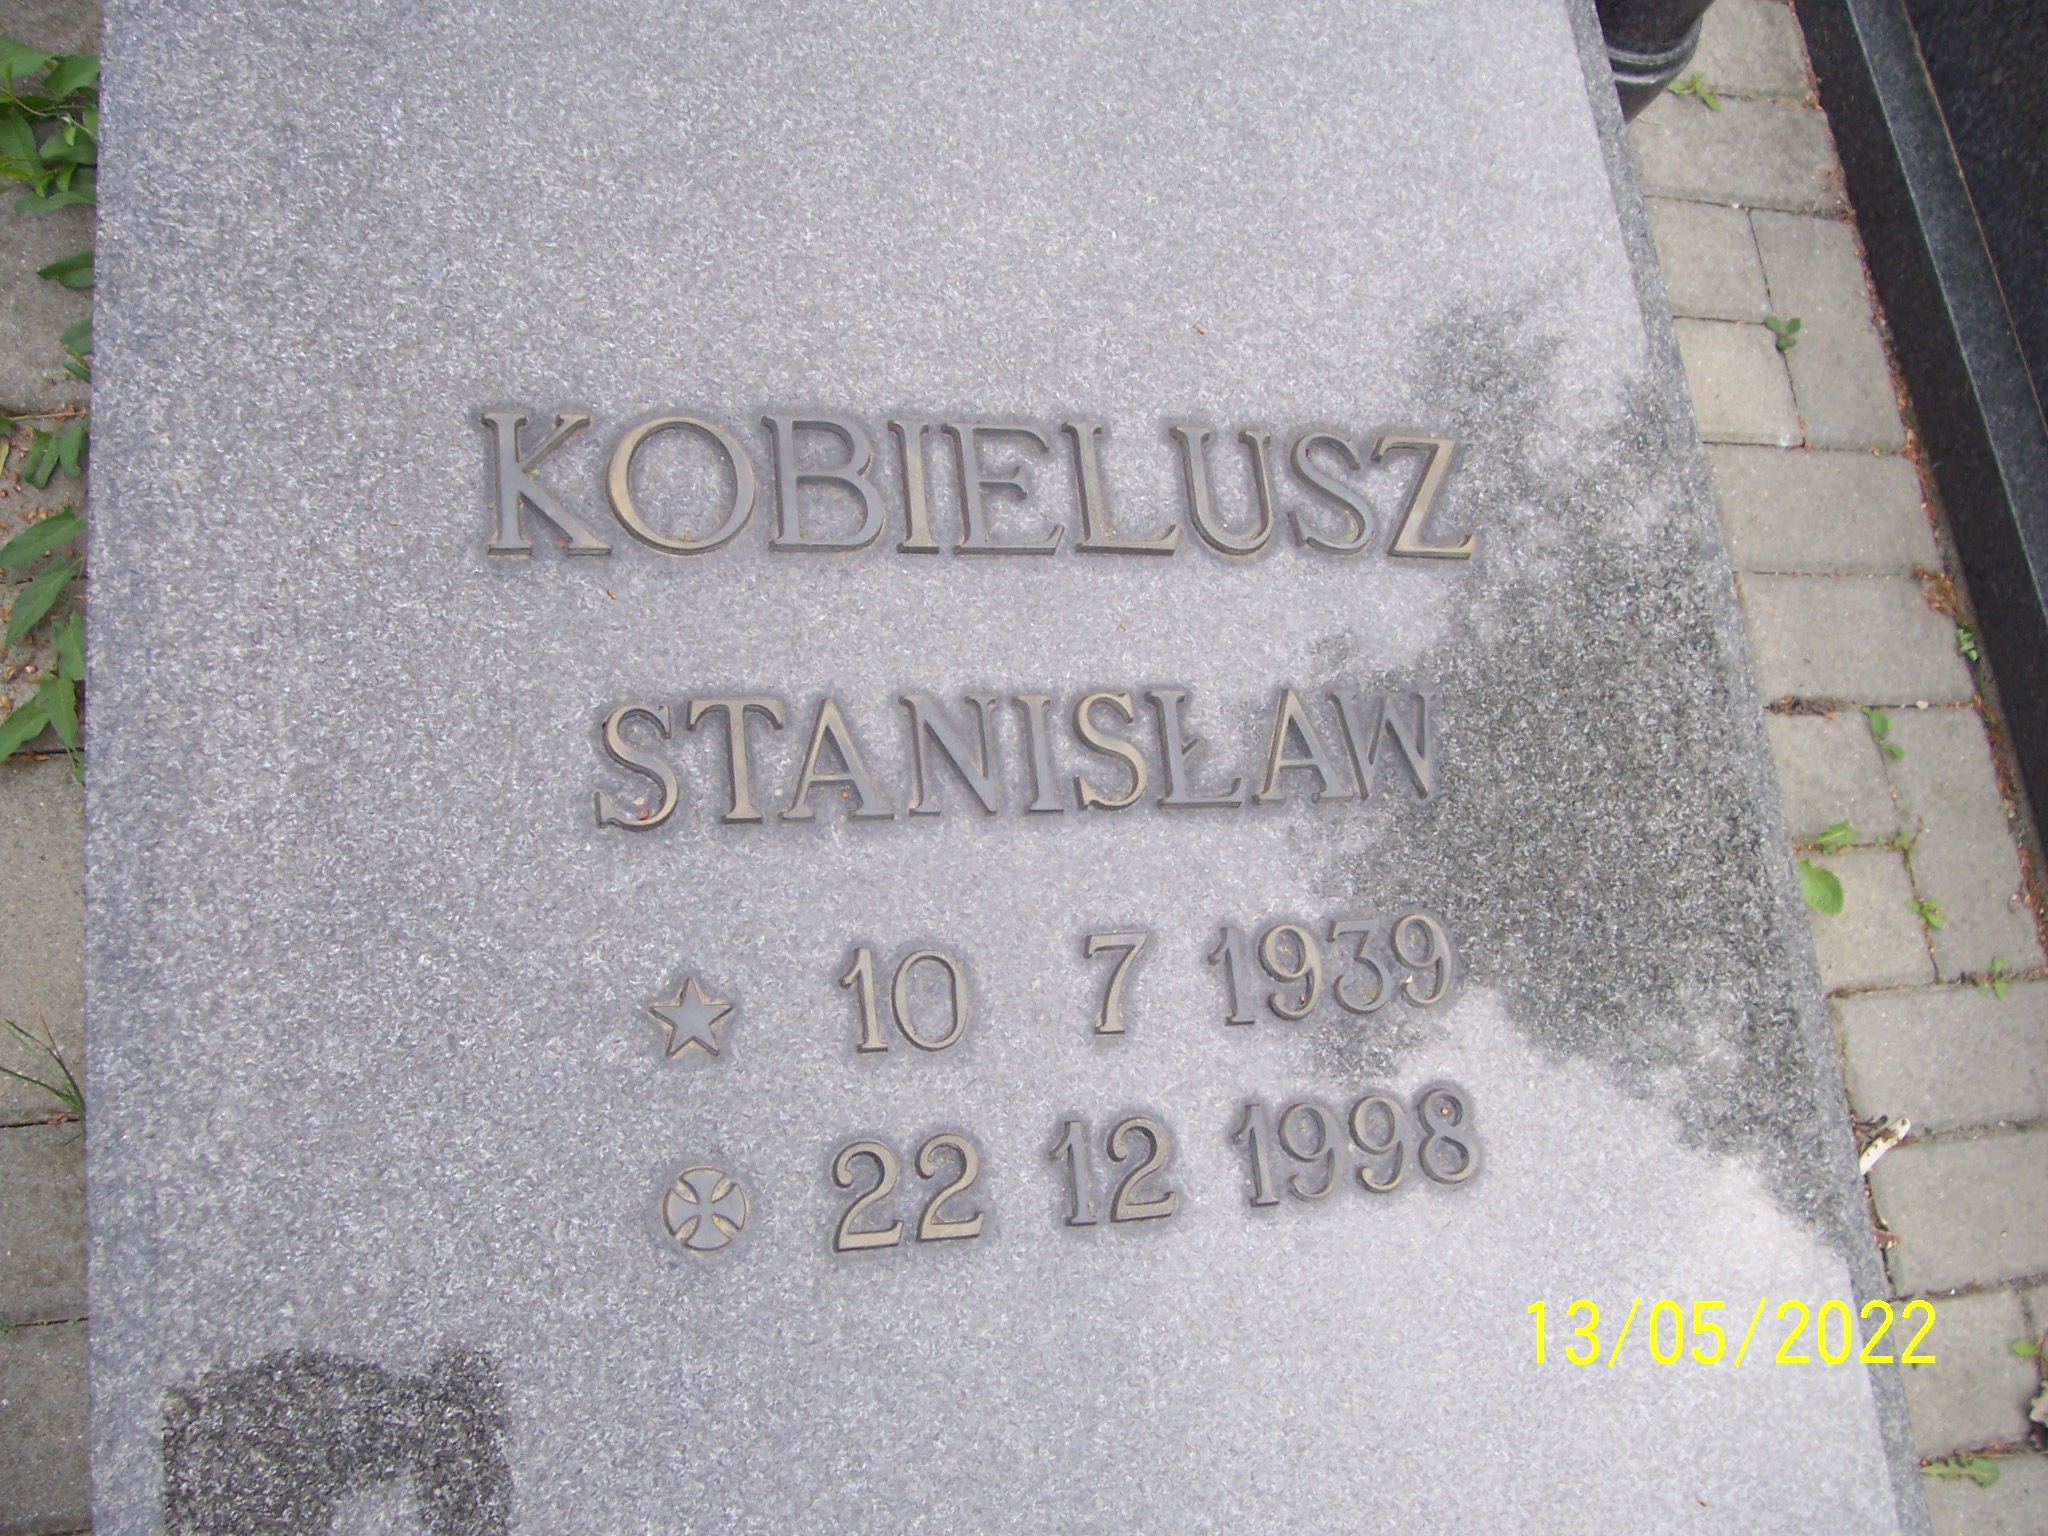 KOBIELUSZ
STANISŁAW
10 7 1939
22 12 1998
13/05/2022